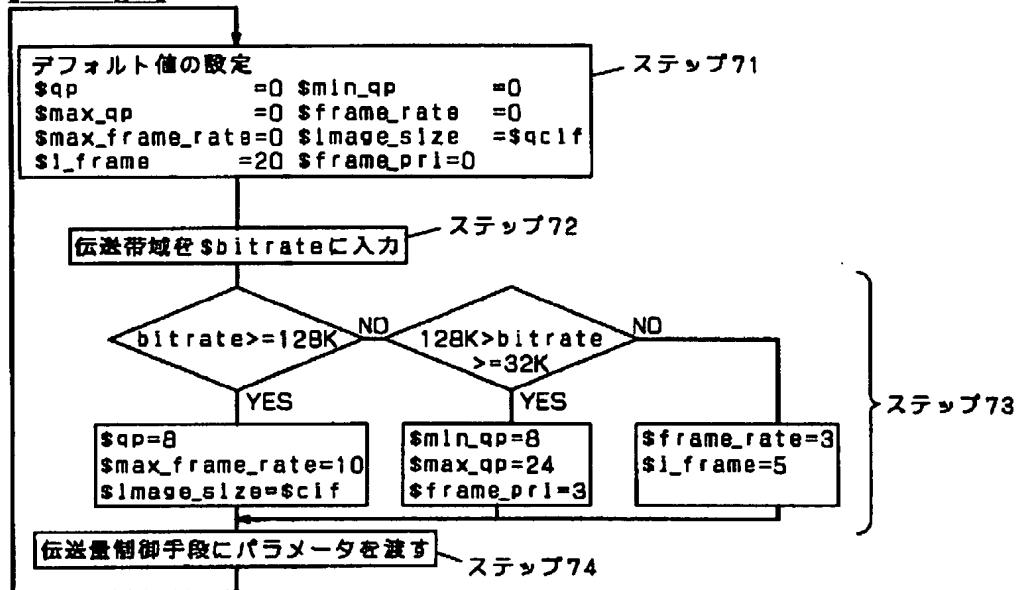 デフォルト値の設定
$qp =0 $min_qp =0
$max_qp =0 $frame_rate =0
$max_frame_rate=0 $image_size =$qcif
$i_frame =20 $frame_pri=0
ステップ71
ステップ72
伝送帯域を$bitrateに入力
bitrate>=128K
NO
128K>bitrate
>=32K
NO
YES
YES
ステップ73
$qp=8
$max_frame_rate=10
$image_size=$cif
$min_qp=8
$max_qp=24
$frame_pri=3
$frame_rate=3
$i_frame=5
伝送量制御手段にパラメータを渡す
ステップ74